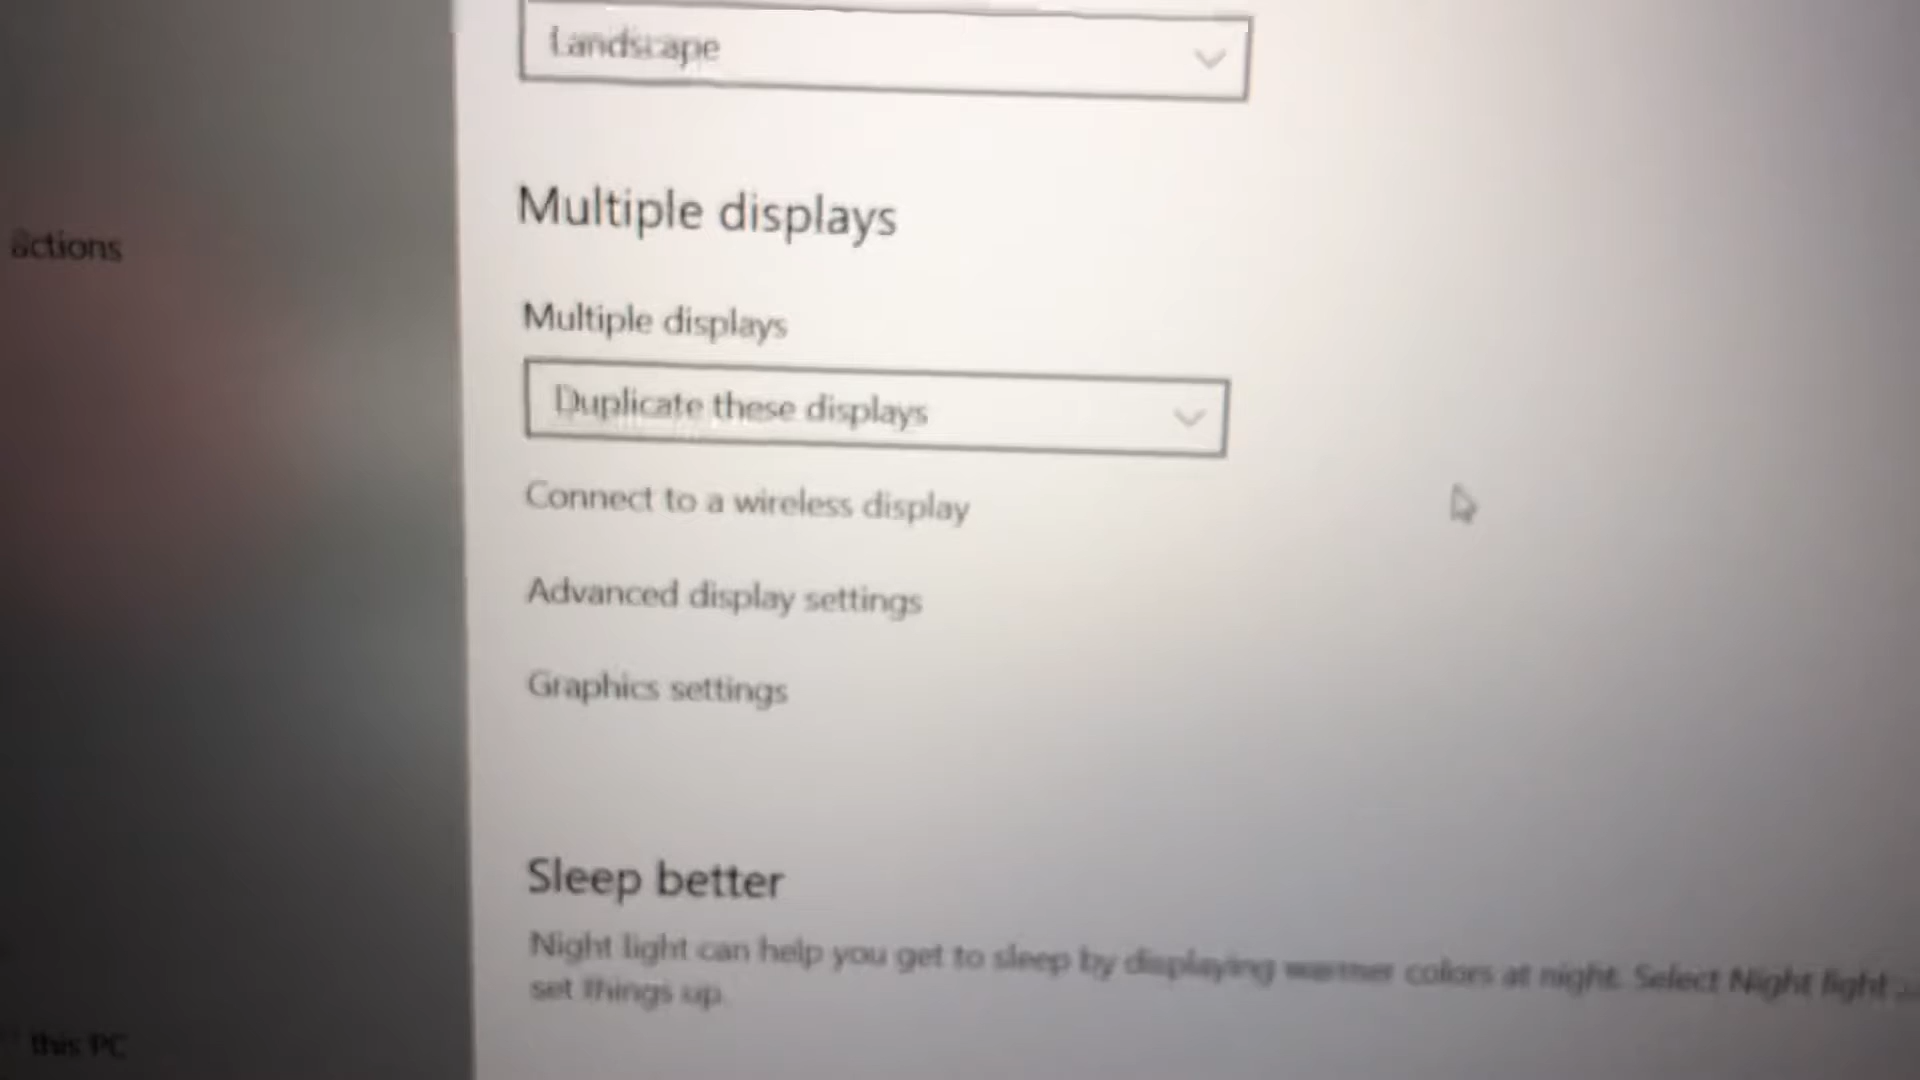 Landscape
Multiple displays
actions
Multiple displays
Duplicate these displays
Connect to a wireless display
Advanced display settings
Graphics settings
Sleep better
Night light can help you get to sleep by displaying warmer colors at night. Select Night light
set things up.
this PC